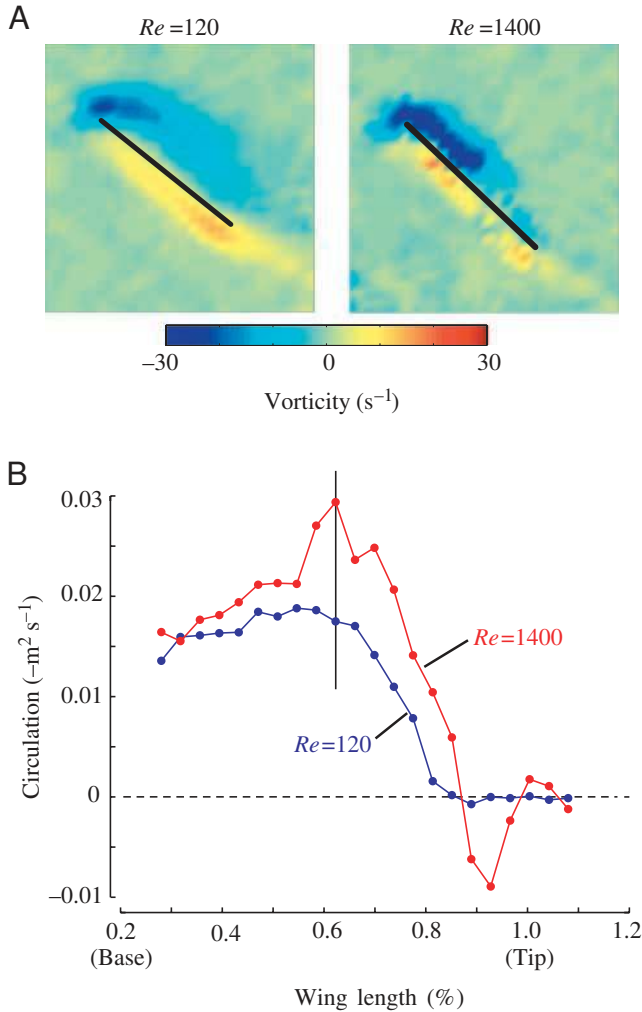 A
Re=120
Re=1400
−30
0
30
Vorticity (s−1)
B
0.03
0.02
0.01
0
−0.01
Circulation (−m2 s−1)
Re=1400
Re=120
0.2
0.4
0.6
0.8
1.0
1.2
(Base)
(Tip)
Wing length (%)